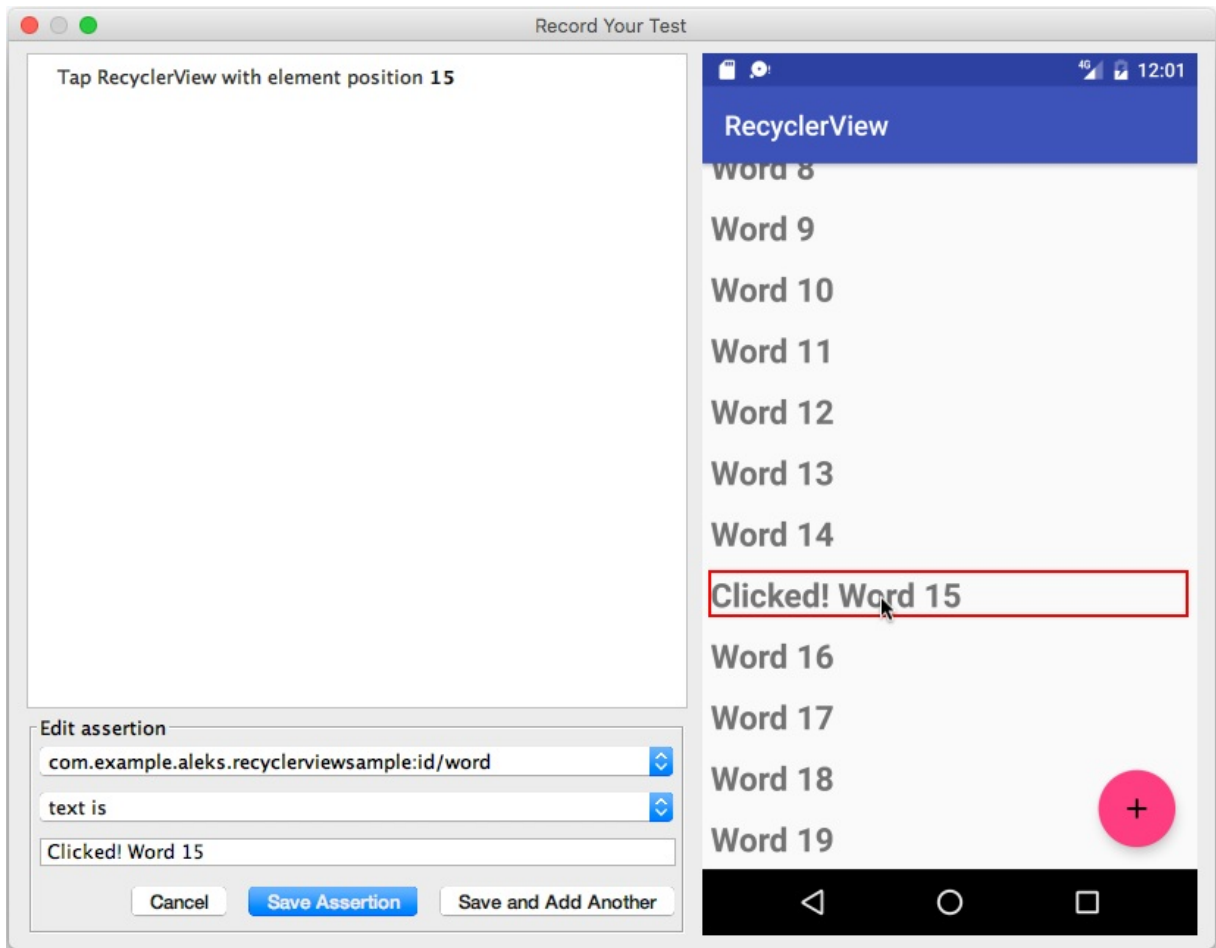 Record Your Test
Tap RecyclerView with element position 15
Edit assertion
com.example.aleks.recyclerviewsample:id/word
text is
Clicked! Word 15
Cancel
Save Assertion
Save and Add Another
4G 12:01
RecyclerView
Word 8
Word 9
Word 10
Word 11
Word 12
Word 13
Word 14
Clicked! Word 15
Word 16
Word 17
Word 18
Word 19
+